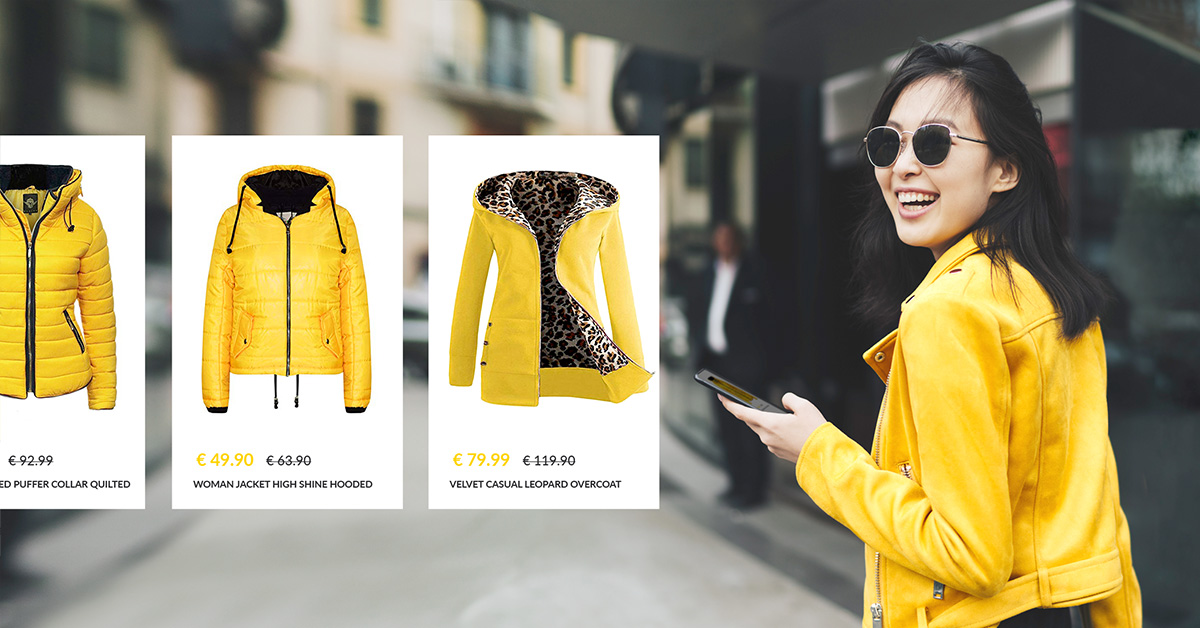 € 92.99
ED PUFFER COLLAR QUILTED
€ 49.90 € 63.90
WOMAN JACKET HIGH SHINE HOODED
€ 79.99 € 119.90
VELVET CASUAL LEOPARD OVERCOAT